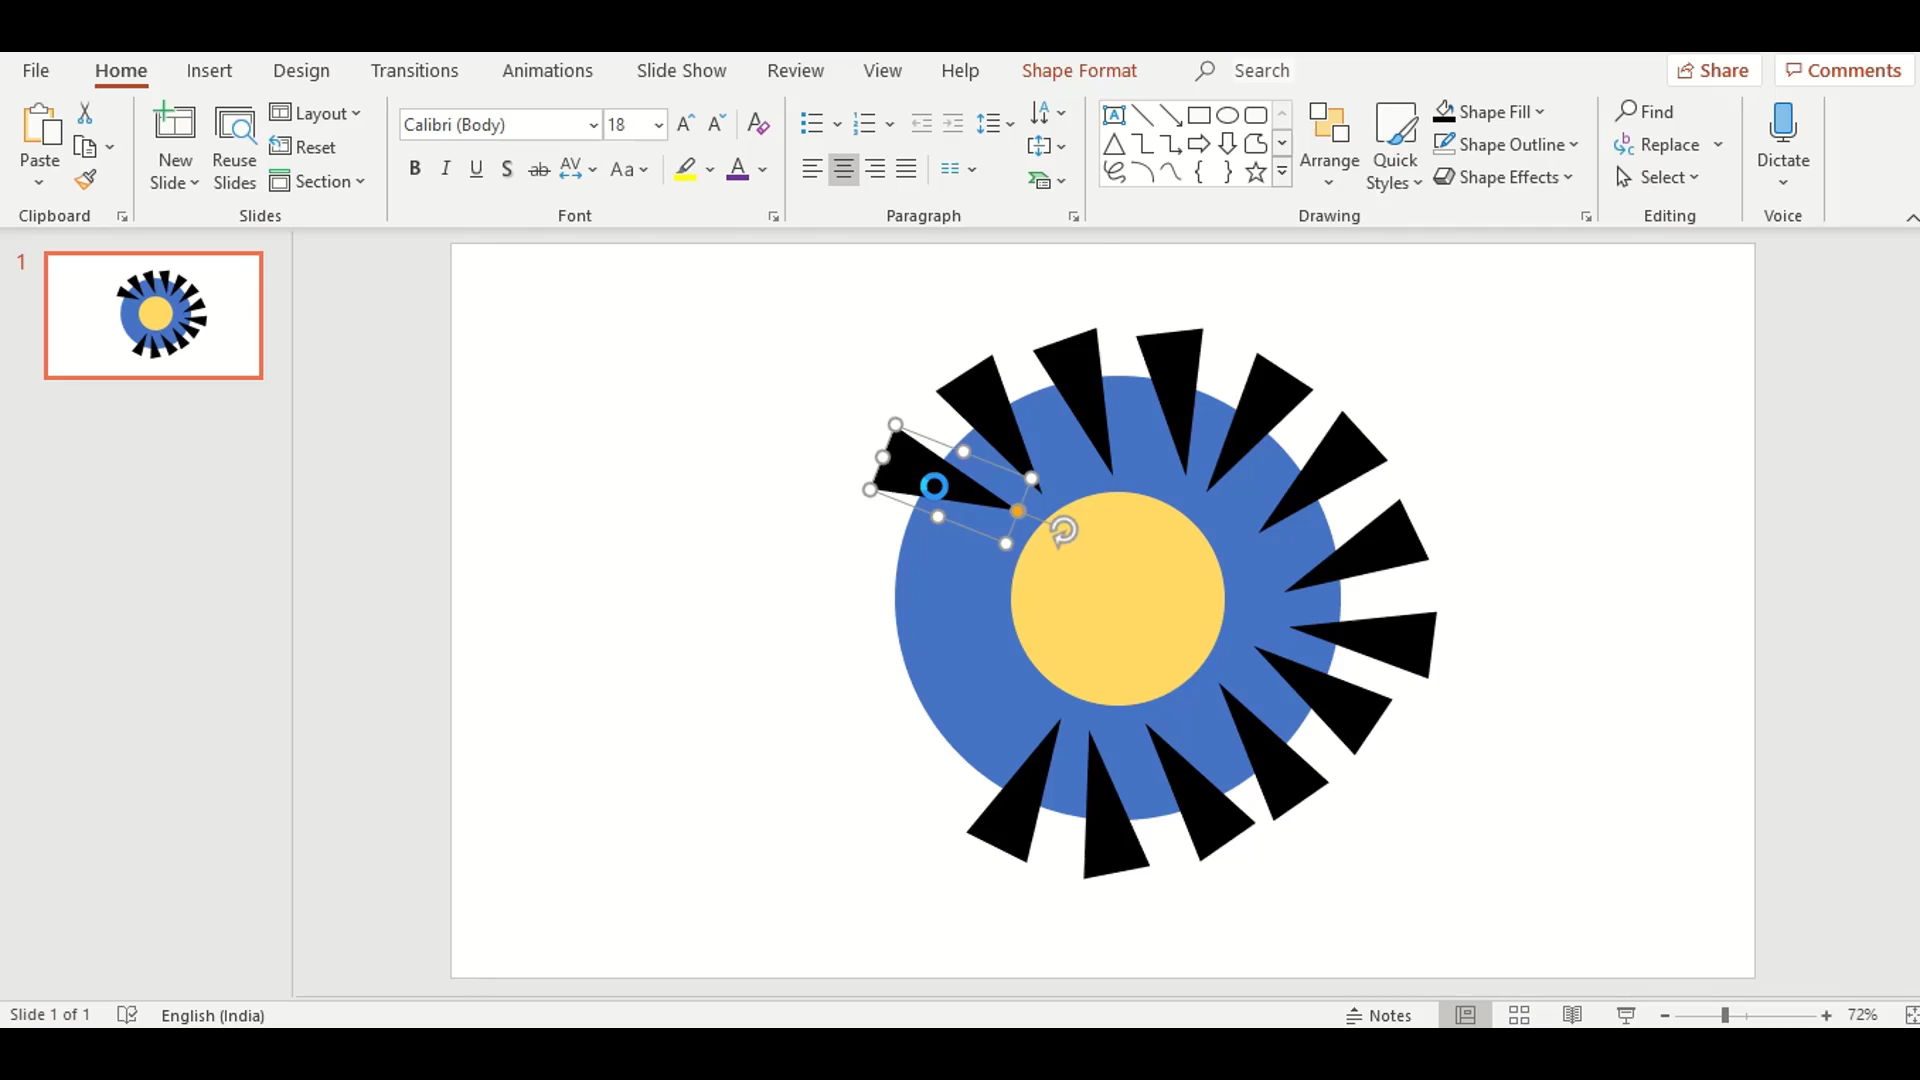 File Home Insert Design Transitions Animations Slide Show Review View Help Shape Format Search Share Comments
Paste
New Slide
Reuse Slides
Layout
Reset
Section
Calibri (Body) 18
B I U S ab AV Aa A
Arrange
Quick Styles
Shape Fill
Shape Outline
Shape Effects
Find
Replace
Select
Dictate
Clipboard Slides Font Paragraph Drawing Editing Voice
1
Slide 1 of 1 English (India) Notes 72%